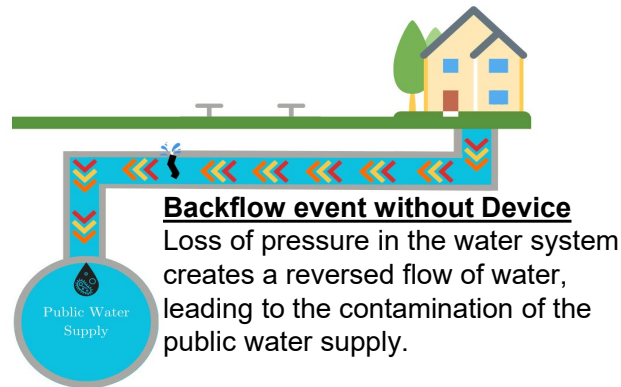 Backflow event without Device
Loss of pressure in the water system
creates a reversed flow of water,
leading to the contamination of the
public water supply.
Public Water
Supply